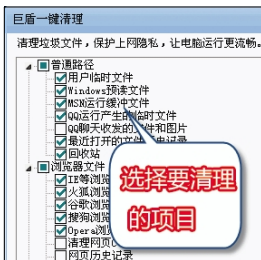 巨盾一键清理
清理垃圾文件，保护上网隐私，让电脑运行更流畅。
普通路径
用户临时文件
Windows预读文件
MSN运行缓冲文件
QQ运行产生的临时文件
QQ聊天收发的文件和图片
最近打开的文件历史记录
回收站
浏览器文件
IE等浏
火狐浏览
谷歌浏览
搜狗浏览
Opera浏
清理网页
网页历史记录
选择要清理
的项目